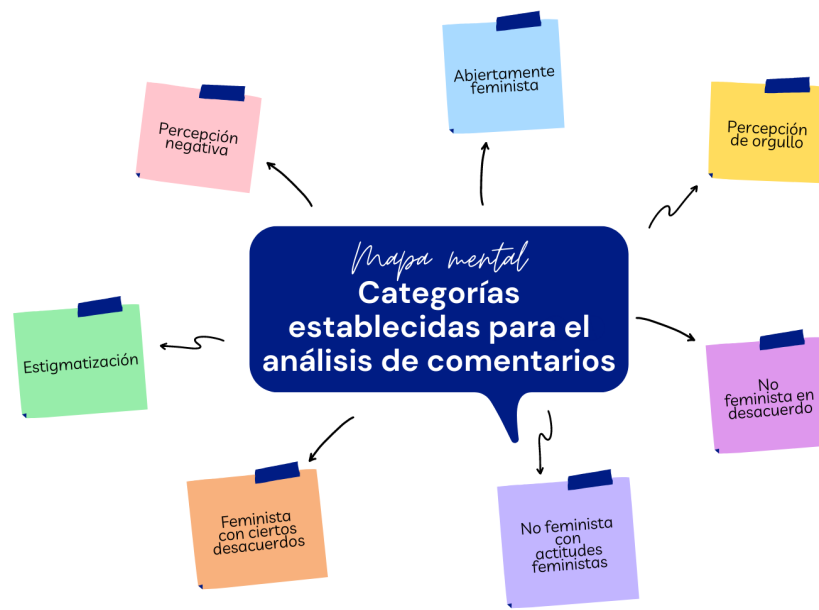 Mapa mental
Categorías
establecidas para el
análisis de comentarios
Abiertamente
feminista
Percepción
de orgullo
No
feminista en
desacuerdo
No feminista
con
actitudes
feministas
Feminista
con ciertos
desacuerdos
Estigmatización
Percepción
negativa